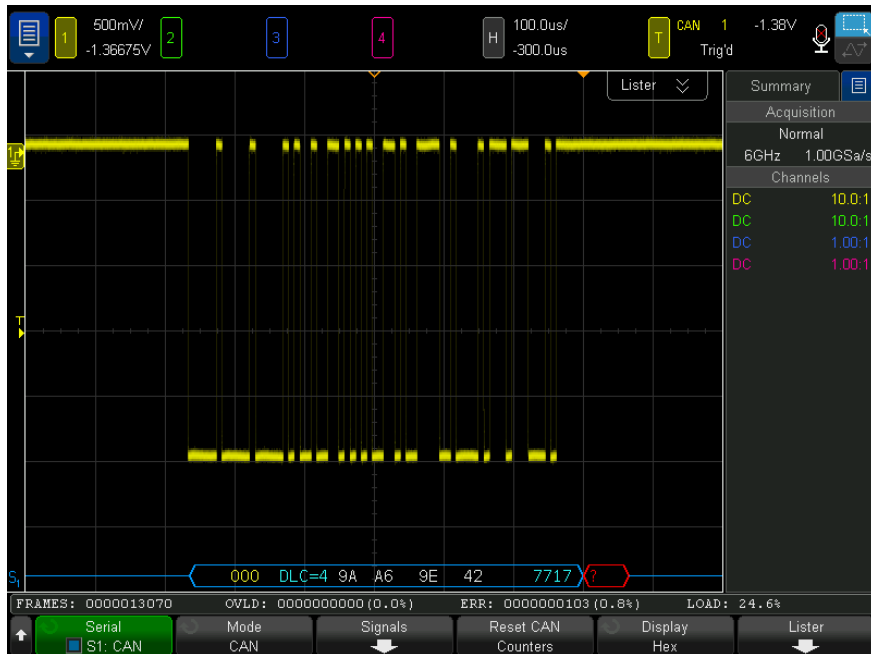 1 500mV/ 2 3 4 H 100.0us/ T CAN 1 -1.38V
-1.36675V -300.0us Trig'd
Lister
Summary
Acquisition
Normal
6GHz 1.00GSa/s
Channels
DC 10.0:1
DC 10.0:1
DC 1.00:1
DC 1.00:1
1
T
S1 000 DLC=4 9A A6 9E 42 7717 ?
FRAMES: 0000013070 OVLD: 0000000000(0.0%) ERR: 0000000103(0.8%) LOAD: 24.6%
Serial Mode Signals Reset CAN Display Lister
S1: CAN CAN Counters Hex